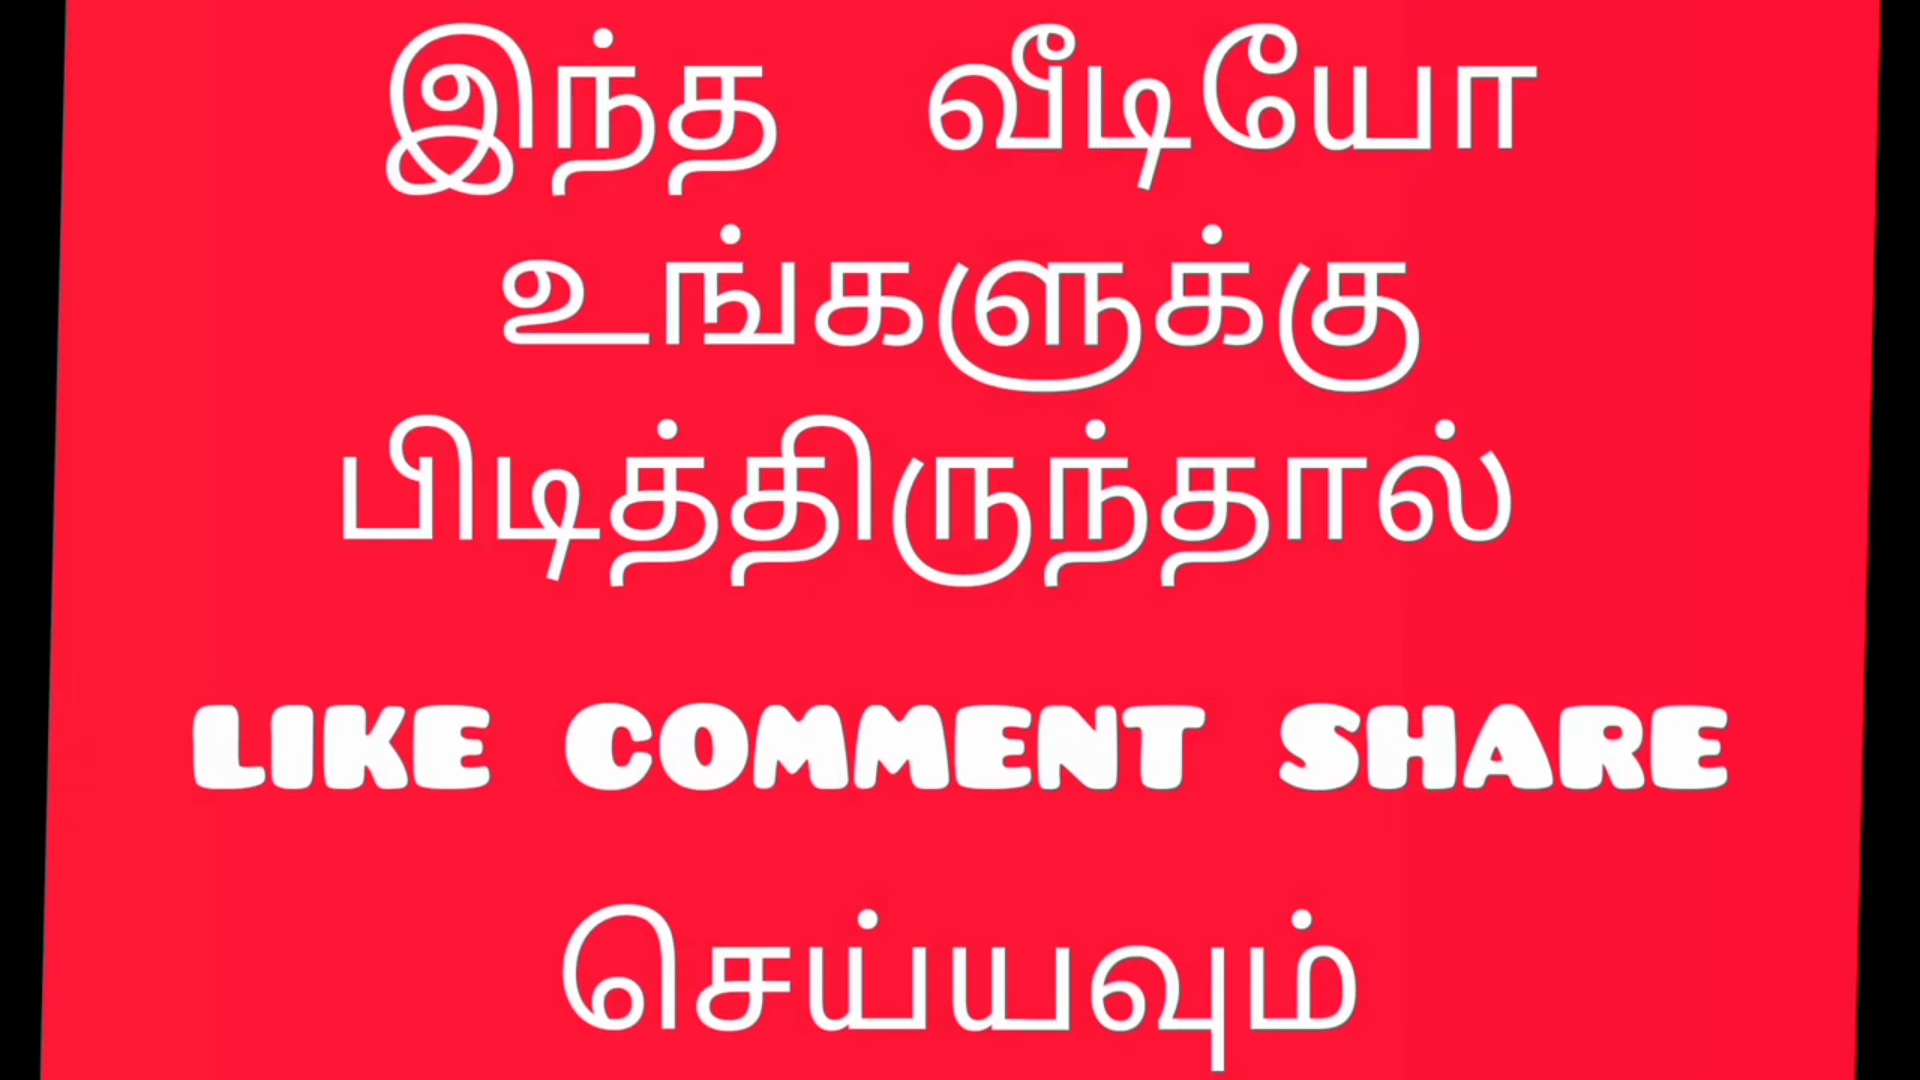 இந்த வீடியோ
உங்களுக்கு
பிடித்திருந்தால்
LIKE COMMENT SHARE
செய்யவும்